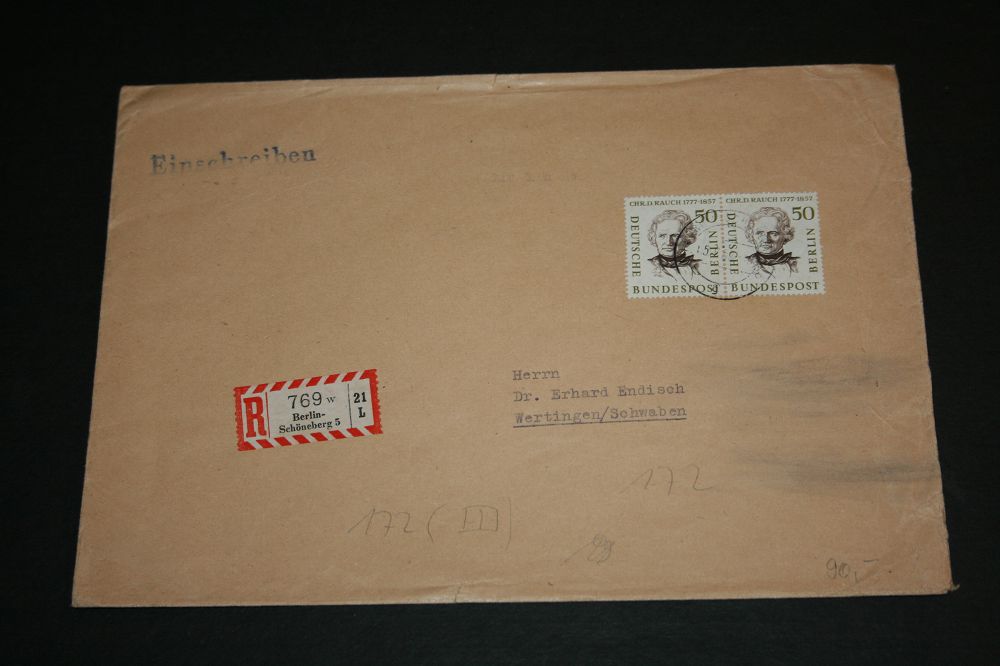 Einschreiben
CHR.D.RAUCH 1777-1857
50
DEUTSCHE
BERLIN
BUNDESPOST
CHR.D.RAUCH 1777-1857
50
DEUTSCHE
BERLIN
BUNDESPOST
R
769 w
Berlin-
Schöneberg 5
21
L
Herrn
Dr. Erhard Endisch
Wertingen/Schwaben
172
172 (III)
90,-